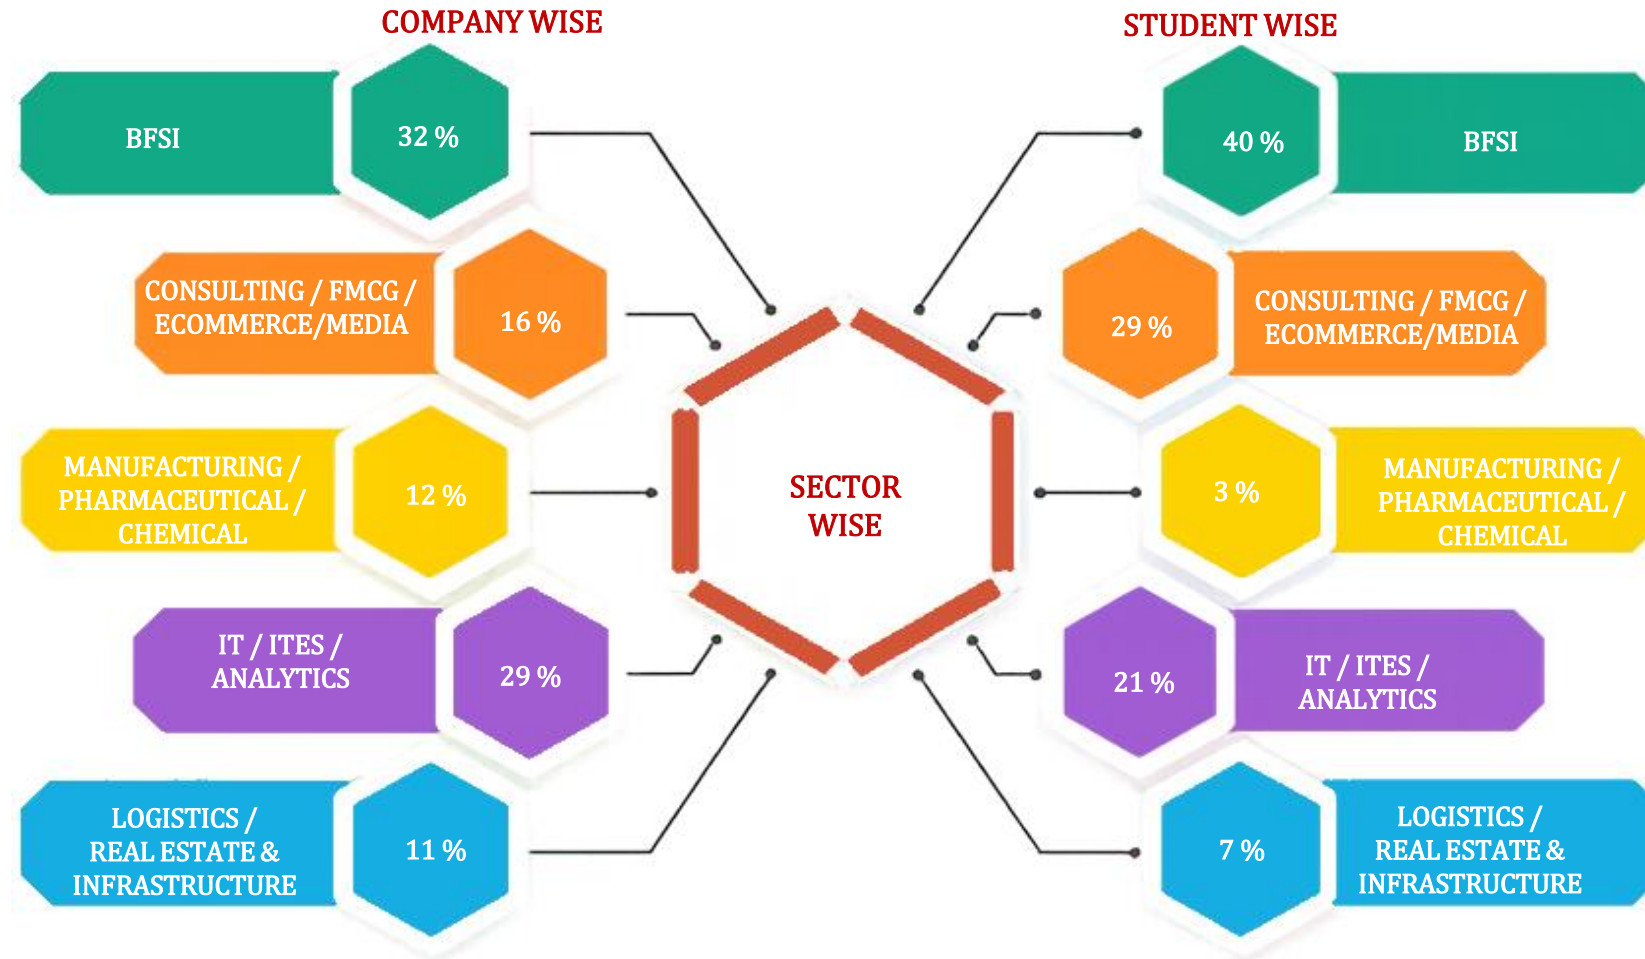 COMPANY WISE
BFSI
32 %
CONSULTING / FMCG /
ECOMMERCE/MEDIA
16 %
MANUFACTURING /
PHARMACEUTICAL /
CHEMICAL
12 %
IT / ITES /
ANALYTICS
29 %
LOGISTICS /
REAL ESTATE &
INFRASTRUCTURE
11 %
SECTOR
WISE
STUDENT WISE
40 %
BFSI
29 %
CONSULTING / FMCG /
ECOMMERCE/MEDIA
3 %
MANUFACTURING /
PHARMACEUTICAL /
CHEMICAL
21 %
IT / ITES /
ANALYTICS
7 %
LOGISTICS /
REAL ESTATE &
INFRASTRUCTURE